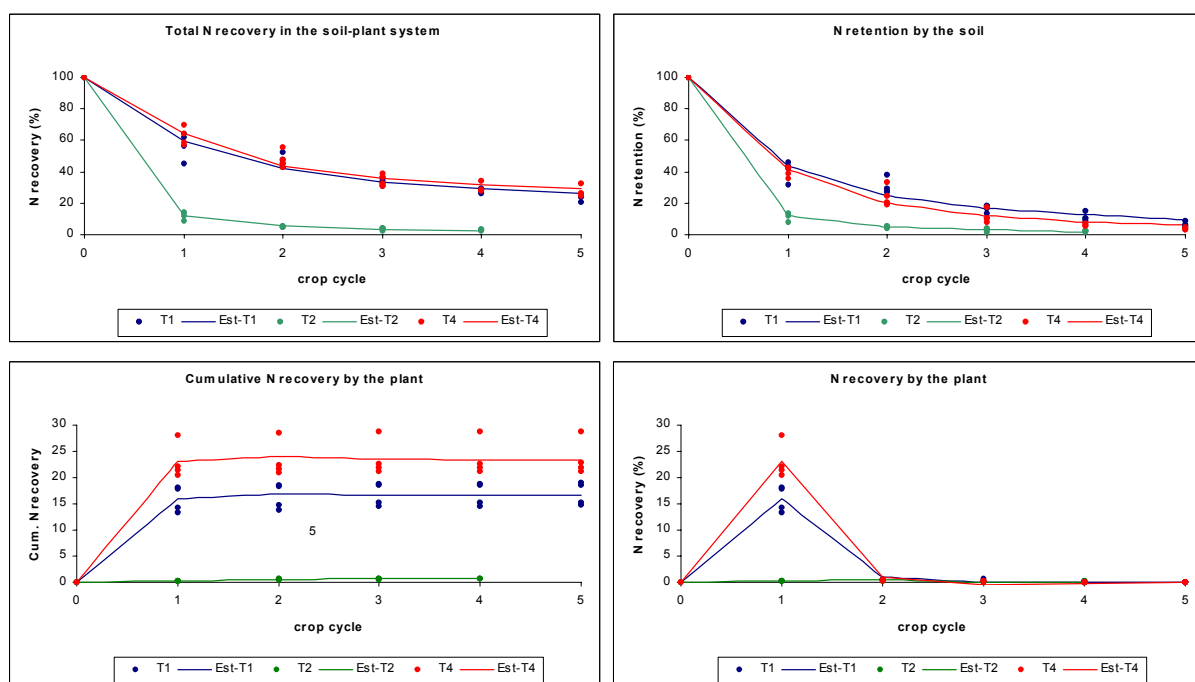 Total N recovery in the soil-plant system
N recovery (%)
100
80
60
40
20
0
0 1 2 3 4 5
crop cycle
T1 Est-T1 T2 Est-T2 T4 Est-T4
N retention by the soil
N retention (%)
100
80
60
40
20
0
0 1 2 3 4 5
crop cycle
T1 Est-T1 T2 Est-T2 T4 Est-T4
Cumulative N recovery by the plant
Cum. N recovery
30
25
20
15
10
5
0
5
0 1 2 3 4 5
crop cycle
T1 Est-T1 T2 Est-T2 T4 Est-T4
N recovery by the plant
N recovery (%)
30
25
20
15
10
5
0
0 1 2 3 4 5
crop cycle
T1 Est-T1 T2 Est-T2 T4 Est-T4